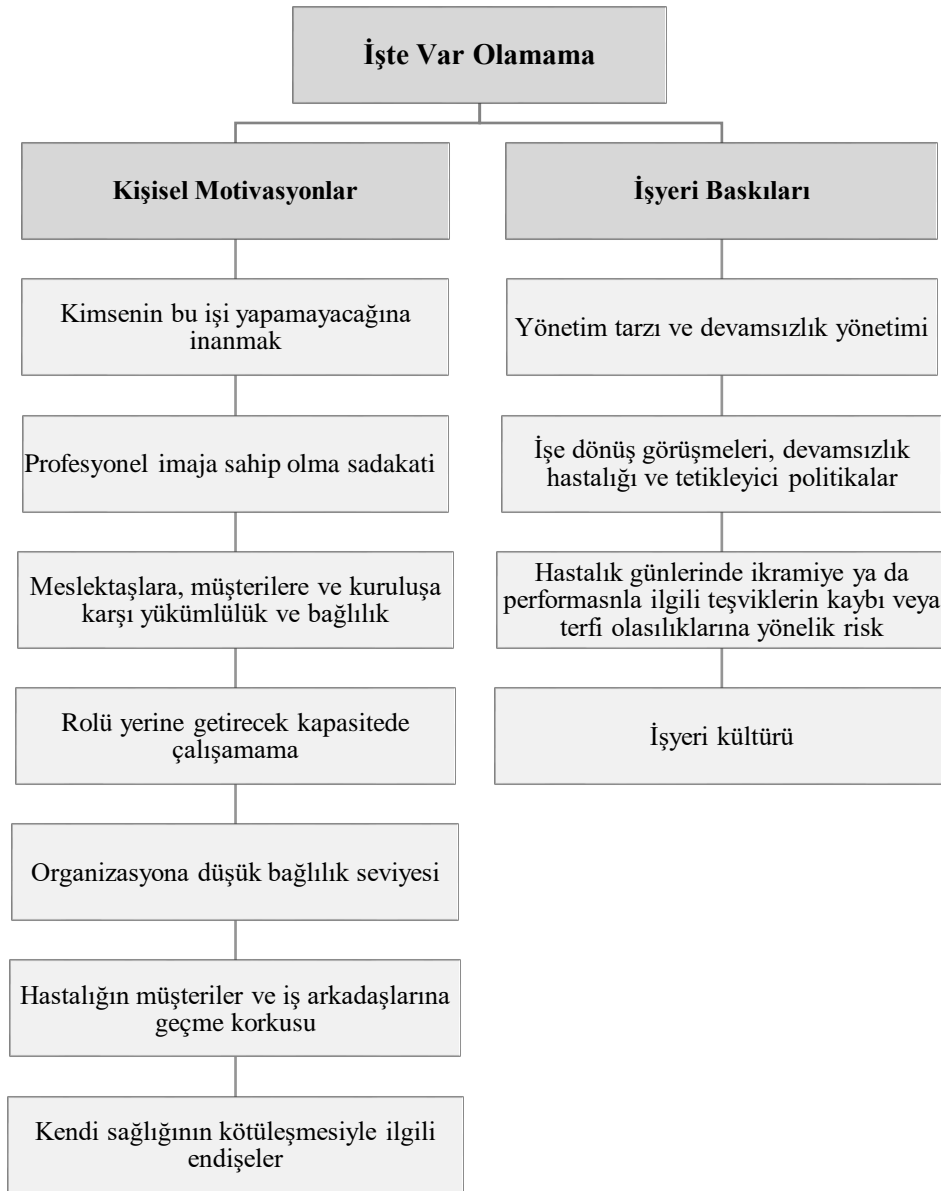 İşte Var Olamama
Kişisel Motivasyonlar
Kimsenin bu işi yapamayacağına
inanmak
Profesyonel imaja sahip olma sadakati
Meslektaşlara, müşterilere ve kuruluşa
karşı yükümlülük ve bağlılık
Rolü yerine getirecek kapasitede
çalışamama
Organizasyona düşük bağlılık seviyesi
Hastalığın müşteriler ve iş arkadaşlarına
geçme korkusu
Kendi sağlığının kötüleşmesiyle ilgili
endişeler
İşyeri Baskıları
Yönetim tarzı ve devamsızlık yönetimi
İşe dönüş görüşmeleri, devamsızlık
hastalığı ve tetikleyici politikalar
Hastalık günlerinde ikramiye ya da
performasnla ilgili teşviklerin kaybı veya
terfi olasılıklarına yönelik risk
İşyeri kültürü